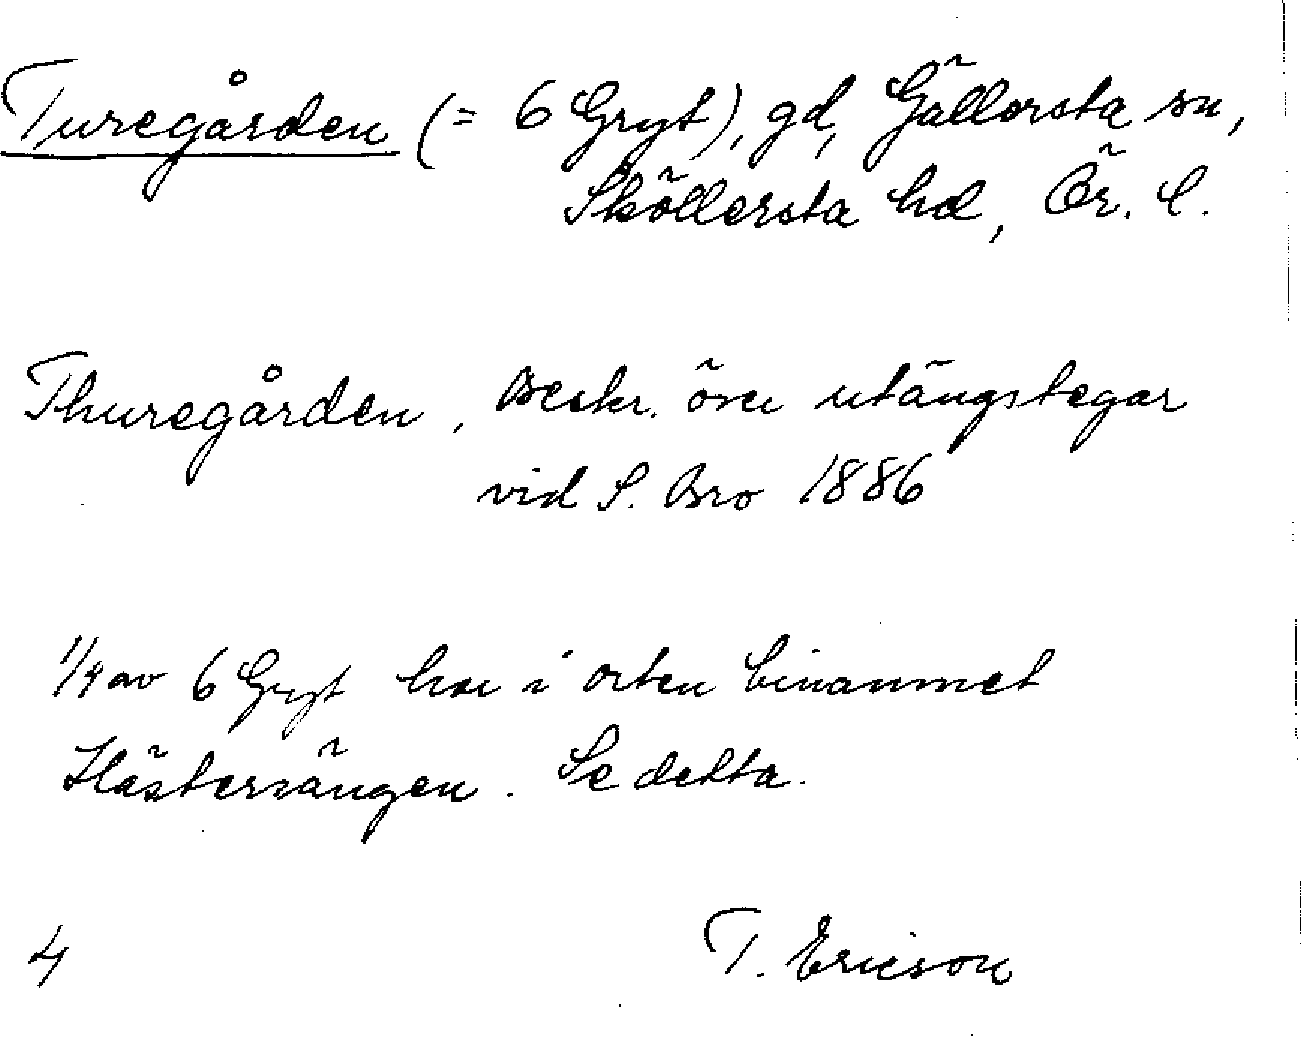 Turegården (= 6 Gryt), gd, Gällersta sn,
Sköllersta hd, Ör. l.
Thuregården, Beskr. över utängstegar
vid S. Bro 1886
1/4 av 6 Gryt har i orten binamnet
Hästersängen. Se detta.
4 T. Ericson